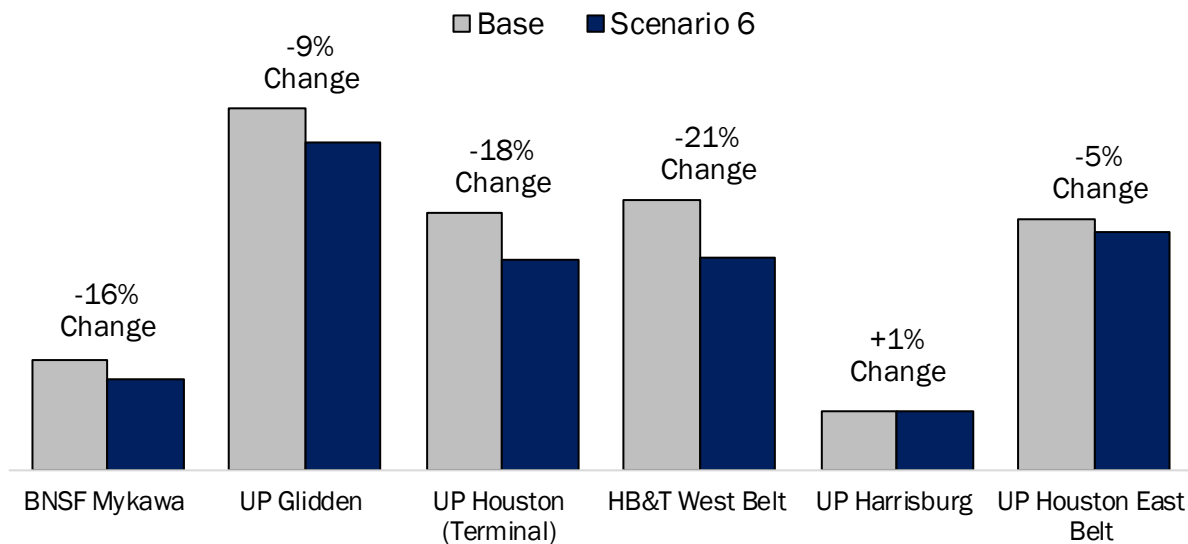 Base
Scenario 6
-9%
Change
-18%
Change
-21%
Change
-5%
Change
-16%
Change
+1%
Change
BNSF Mykawa
UP Glidden
UP Houston
(Terminal)
HB&T West Belt
UP Harrisburg
UP Houston East
Belt